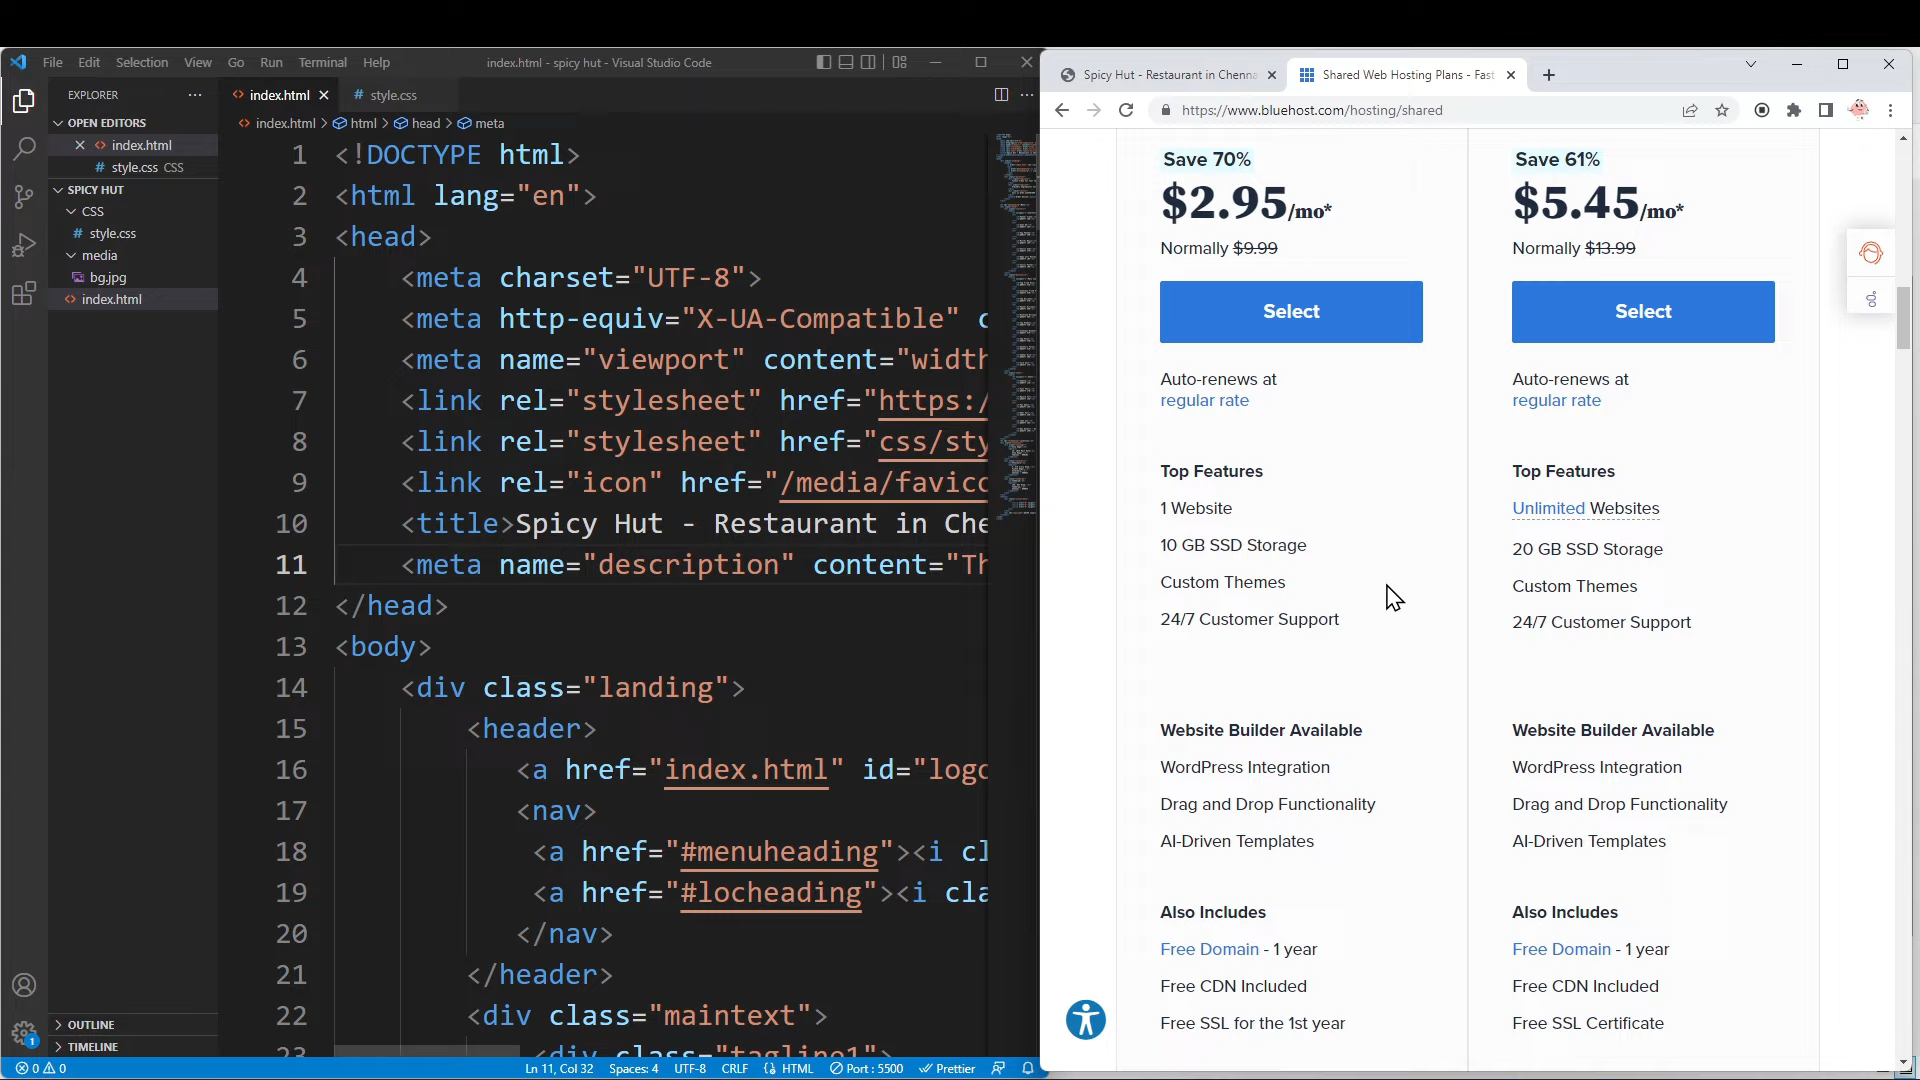 File Edit Selection View Go Run Terminal Help
index.html - spicy hut - Visual Studio Code
EXPLORER
OPEN EDITORS
index.html
style.css CSS
SPICY HUT
CSS
style.css
media
bg.jpg
index.html
OUTLINE
TIMELINE
index.html
style.css
index.html > html > head > meta
1 <!DOCTYPE html>
2 <html lang="en">
3 <head>
4 <meta charset="UTF-8">
5 <meta http-equiv="X-UA-Compatible" c
6 <meta name="viewport" content="width
7 <link rel="stylesheet" href="https:/
8 <link rel="stylesheet" href="css/sty
9 <link rel="icon" href="/media/favico
10 <title>Spicy Hut - Restaurant in Che
11 <meta name="description" content="Th
12 </head>
13 <body>
14 <div class="landing">
15 <header>
16 <a href="index.html" id="logo
17 <nav>
18 <a href="#menuheading"><i cl
19 <a href="#locheading"><i cla
20 </nav>
21 </header>
22 <div class="maintext">
23 <div class="tagline1">
1
0 0
Ln 11, Col 32 Spaces: 4 UTF-8 CRLF {} HTML Port : 5500 Prettier
Spicy Hut - Restaurant in Chenna
Shared Web Hosting Plans - Fast
https://www.bluehost.com/hosting/shared
Save 70%
$2.95/mo*
Normally $9.99
Select
Auto-renews at
regular rate
Top Features
1 Website
10 GB SSD Storage
Custom Themes
24/7 Customer Support
Website Builder Available
WordPress Integration
Drag and Drop Functionality
AI-Driven Templates
Also Includes
Free Domain - 1 year
Free CDN Included
Free SSL for the 1st year
Save 61%
$5.45/mo*
Normally $13.99
Select
Auto-renews at
regular rate
Top Features
Unlimited Websites
20 GB SSD Storage
Custom Themes
24/7 Customer Support
Website Builder Available
WordPress Integration
Drag and Drop Functionality
AI-Driven Templates
Also Includes
Free Domain - 1 year
Free CDN Included
Free SSL Certificate